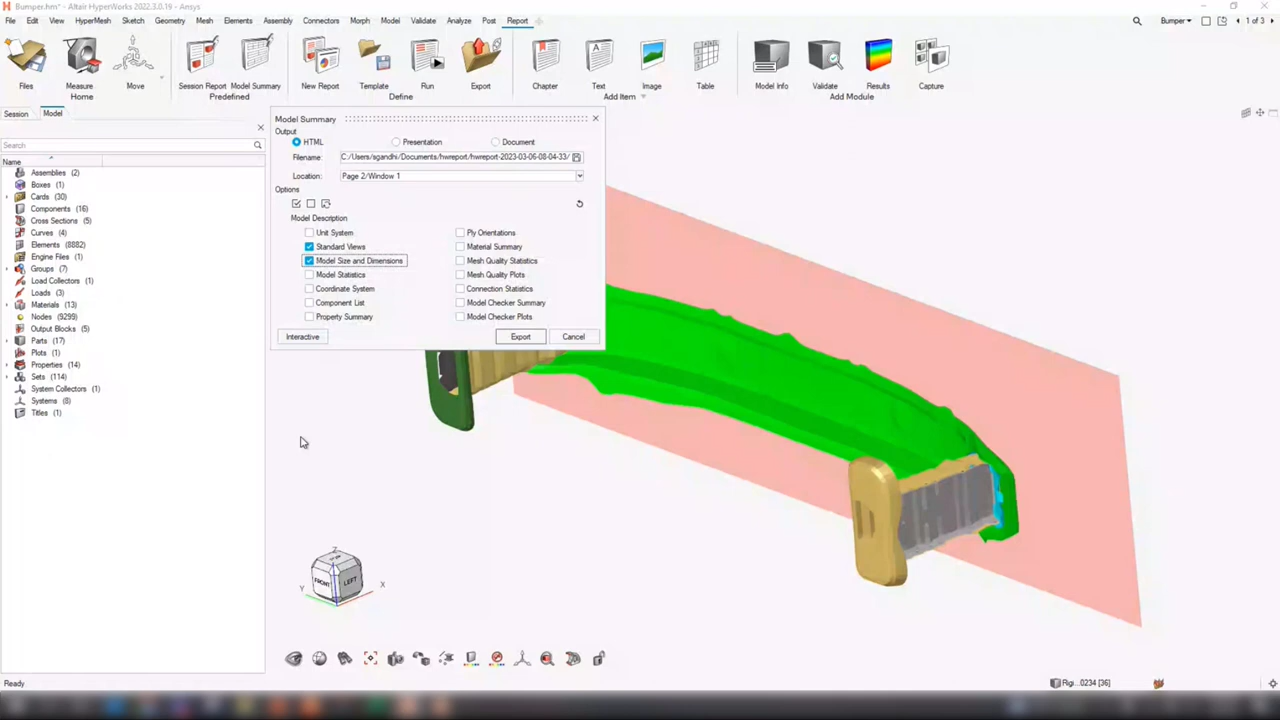 Bumper.hm* - Altair HyperWorks 2022.3.0.19 - Ansys
File Edit View HyperMesh Sketch Geometry Mesh Elements Assembly Connectors Morph Model Validate Analyze Post Report
Bumper 1 of 3
Files Measure Move Session Report Model Summary New Report Template Run Export Chapter Text Image Table Model Info Validate Results Capture
Home Predefined Define Add Item Add Module
Session Model
Search
Name
Assemblies (2)
Boxes (1)
Cards (30)
Components (16)
Cross Sections (5)
Curves (4)
Elements (8882)
Engine Files (1)
Groups (7)
Load Collectors (1)
Loads (3)
Materials (13)
Nodes (9299)
Output Blocks (5)
Parts (17)
Plots (1)
Properties (14)
Sets (114)
System Collectors (1)
Systems (8)
Titles (1)
Model Summary
Output
HTML Presentation Document
Filename: C:/Users/sgandhi/Documents/hwreport/hwreport-2023-03-06-08-04-33/
Location: Page 2/Window 1
Options
Model Description
Unit System Ply Orientations
Standard Views Material Summary
Model Size and Dimensions Mesh Quality Statistics
Model Statistics Mesh Quality Plots
Coordinate System Connection Statistics
Component List Model Checker Summary
Property Summary Model Checker Plots
Interactive Export Cancel
Z
FRONT LEFT
Y X
Ready
Rigi...0234 [36]